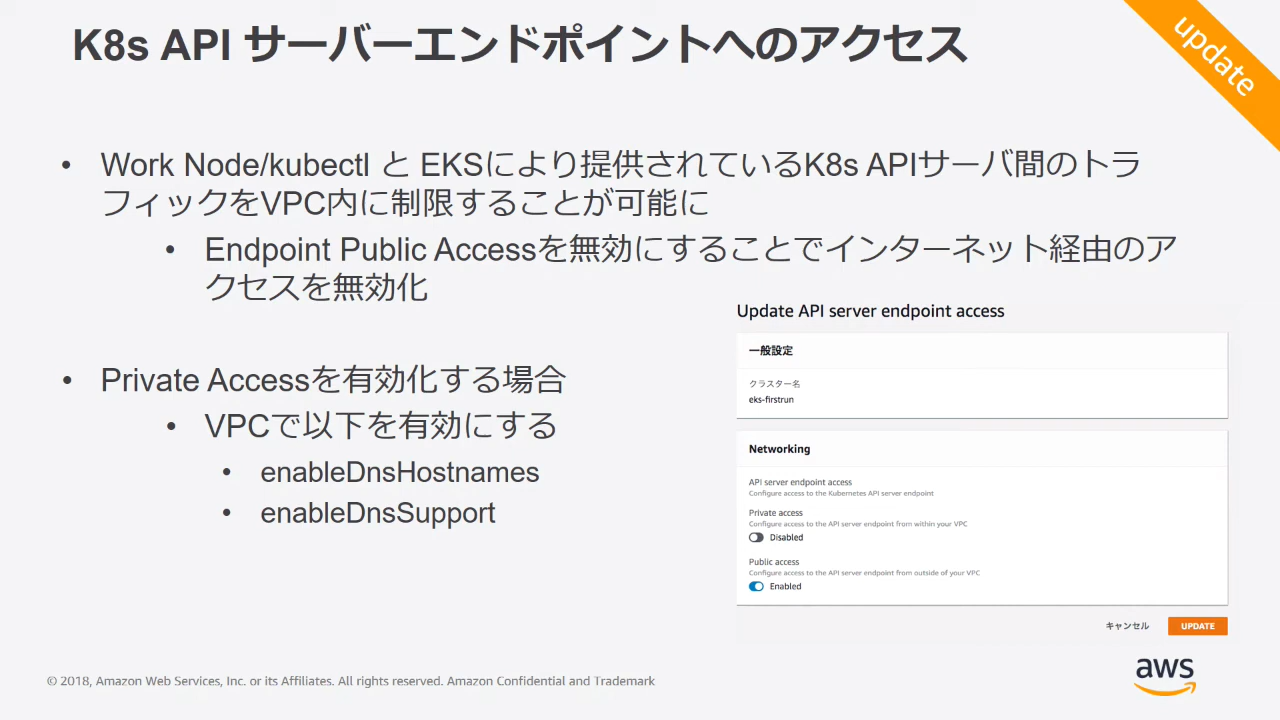 K8s API サーバーエンドポイントへのアクセス
update
• Work Node/kubectl と EKSにより提供されているK8s APIサーバ間のトラ
フィックをVPC内に制限することが可能に
• Endpoint Public Accessを無効にすることでインターネット経由のア
クセスを無効化
• Private Accessを有効化する場合
• VPCで以下を有効にする
• enableDnsHostnames
• enableDnsSupport
Update API server endpoint access
一般設定
クラスター名
eks-firstrun
Networking
API server endpoint access
Configure access to the Kubernetes API server endpoint
Private access
Configure access to the API server endpoint from within your VPC
Disabled
Public access
Configure access to the API server endpoint from outside of your VPC
Enabled
キャンセル UPDATE
© 2018, Amazon Web Services, Inc. or its Affiliates. All rights reserved. Amazon Confidential and Trademark
aws